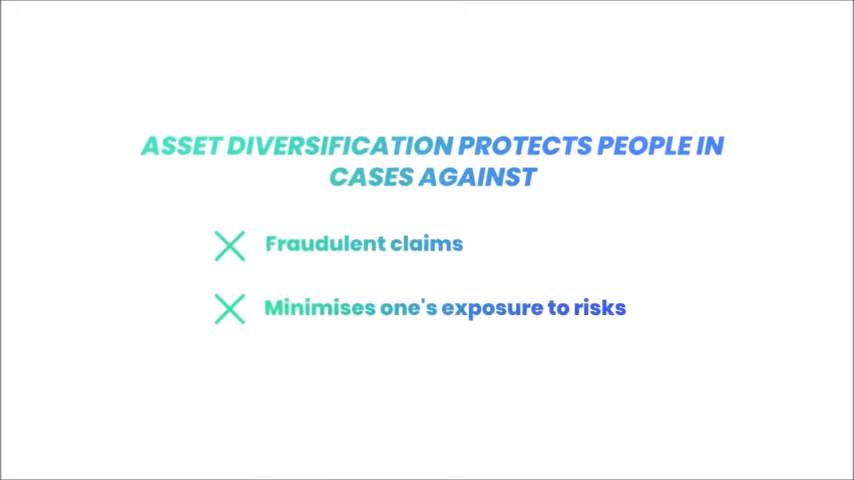 ASSET DIVERSIFICATION PROTECTS PEOPLE IN
CASES AGAINST
Fraudulent claims
Minimises one's exposure to risks